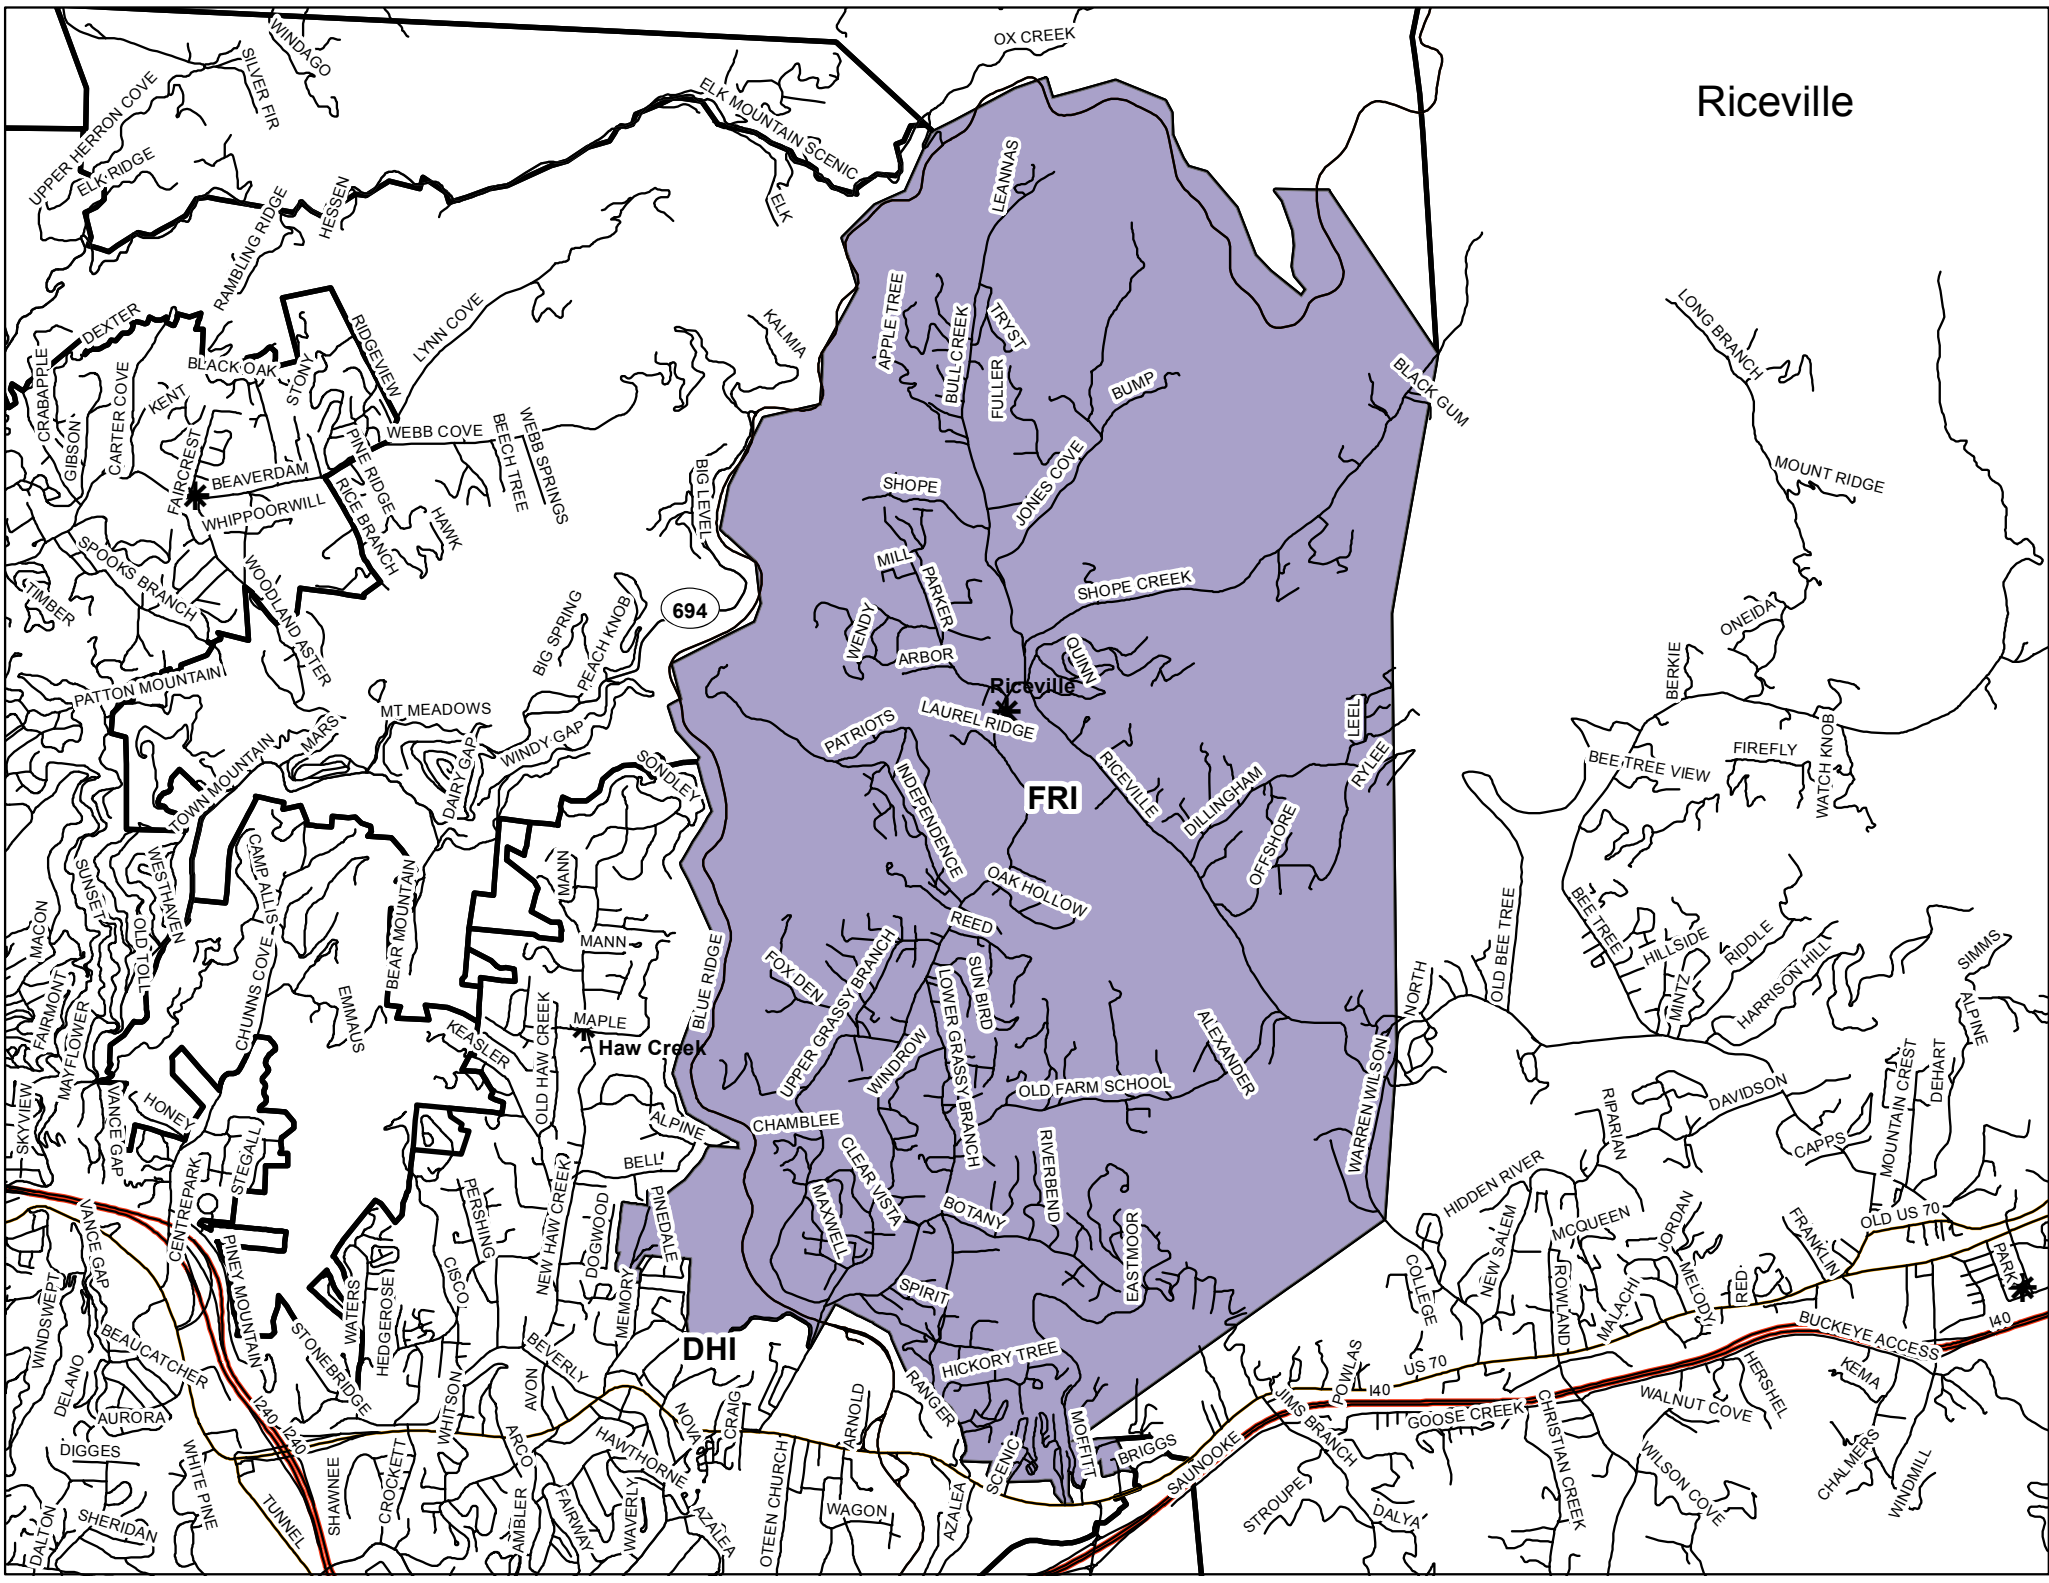 OX CREEK
WINDAGO
SILVER FIR
Riceville
UPPER HERRON COVE
ELK MOUNTAIN SCENIC
ELK RIDGE
LEANNAS
ELK
HESSEN
RAMBLING RIDGE
DEXTER
RIDGEVIEW
LYNN COVE
KALMIA
APPLE TREE
BULL CREEK
TRYST
LONG BRANCH
CRABAPPLE
CARTER COVE
BLACK OAK
STONY
KENT
FULLER
BUMP
BLACK GUM
GIBSON
FAIRCREST
WEBB COVE
PINE RIDGE
BEECH TREE
WEBB SPRINGS
BEAVERDAM
WHIPPOORWILL
RICE BRANCH
HAWK
BIG LEVEL
SHOPE
JONES COVE
MOUNT RIDGE
SPOOKS BRANCH
TIMBER
WOODLAND ASTER
MILL
PARKER
SHOPE CREEK
694
BIG SPRING
PEACH KNOB
WENDY
ARBOR
QUINN
ONEIDA
BERKIE
PATTON MOUNTAIN
Riceville
MT MEADOWS
MARS
TOWN MOUNTAIN
DAIRY GAP
WINDY GAP
SONDLEY
PATRIOTS
LAUREL RIDGE
LEEL
RYLEE
BEE TREE VIEW
FIREFLY
WATCH KNOB
INDEPENDENCE
FRI
RICEVILLE
DILLINGHAM
OFFSHORE
SUNSET
WESTHAVEN
CAMP ALLIS
BEAR MOUNTAIN
MANN
OAK HOLLOW
MACON
OLD TOLL
REED
OLD BEE TREE
BEE TREE
MANN
CHUNNS COVE
FOX DEN
UPPER GRASSY BRANCH
LOWER GRASSY BRANCH
SUN BIRD
HILLSIDE
RIDDLE
HARRISON HILL
SIMMS
MINTZ
NORTH
FAIRMONT
MAYFLOWER
EMMAUS
KEASLER
OLD HAW CREEK
MAPLE
Haw Creek
BLUE RIDGE
WINDROW
ALEXANDER
ALPINE
SKYVIEW
VANCE GAP
HONEY
STEGALL
CENTREPARK
ALPINE
BELL
CHAMBLEE
OLD FARM SCHOOL
WARREN WILSON
RIPARIAN
DAVIDSON
CAPPS
MOUNTAIN CREST
DEHART
PERSHING
NEW HAW CREEK
DOGWOOD
PINEDALE
CLEAR VISTA
MAXWELL
BOTANY
RIVERBEND
EASTMOOR
HIDDEN RIVER
NEW SALEM
MCQUEEN
JORDAN
FRANKLIN
OLD US 70
VANCE GAP
PINEY MOUNTAIN
WINDSWEPT
WATERS
HEDGEROSE
CISCO
MEMORY
SPIRIT
COLLEGE
ROWLAND
MALACHI
MELODY
RED
PARK
BEAUCATCHER
DELANO
STONEBRIDGE
BEVERLY
DHI
HICKORY TREE
RANGER
POWLAS
US 70
BUCKEYE ACCESS
I40
AURORA
DIGGES
WHITE PINE
I240
I240
WHITSON
AVON
ARCO
HAWTHORNE
NOVA
CRAIG
ARNOLD
SCENIC
MOFFITT
BRIGGS
SAUNOOKE
JIMS BRANCH
I40
GOOSE CREEK
CHRISTIAN CREEK
WALNUT COVE
HERSHEL
KEMA
CHALMERS
WINDMILL
WILSON COVE
DALTON
SHERIDAN
TUNNEL
SHAWNEE
CROCKETT
AMBLER
FAIRWAY
WAVERLY
AZALEA
OTEEN CHURCH
WAGON
AZALEA
STROUPE
DALYA